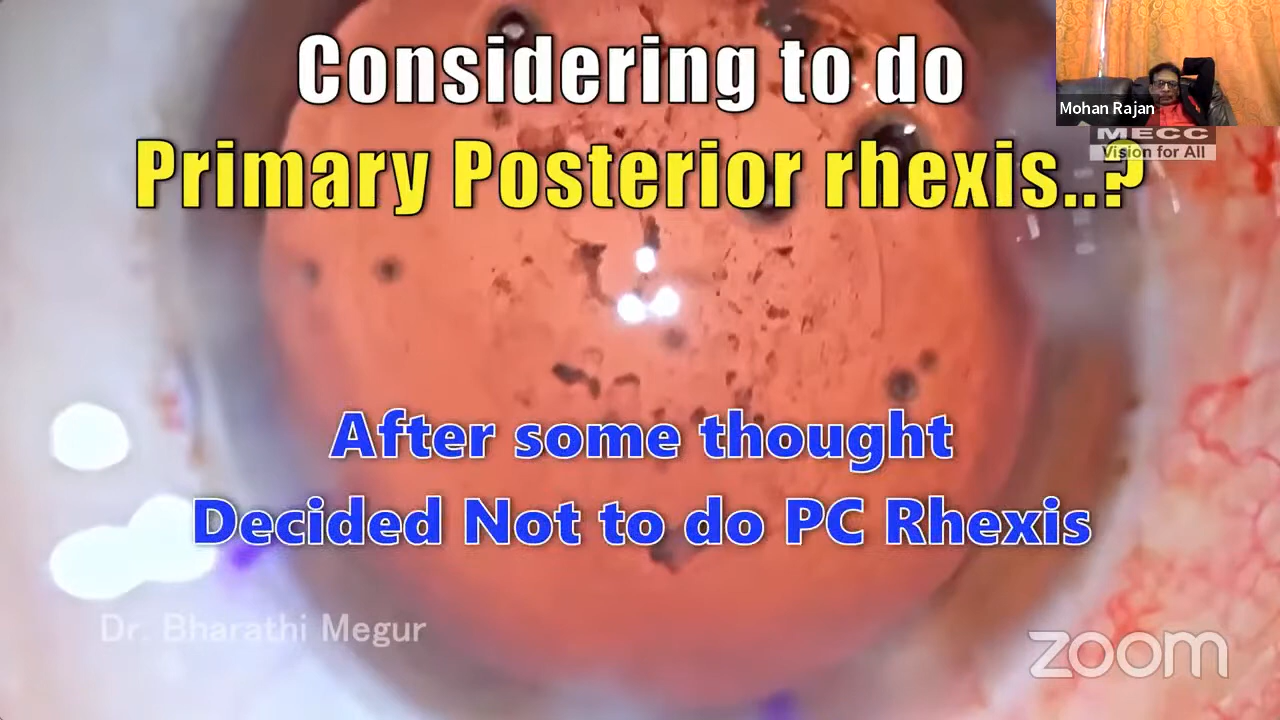 Considering to do
Mohan Rajan
MECC
Vision for All
Primary Posterior rhexis..?
After some thought
Decided Not to do PC Rhexis
Dr. Bharathi Megur
zoom